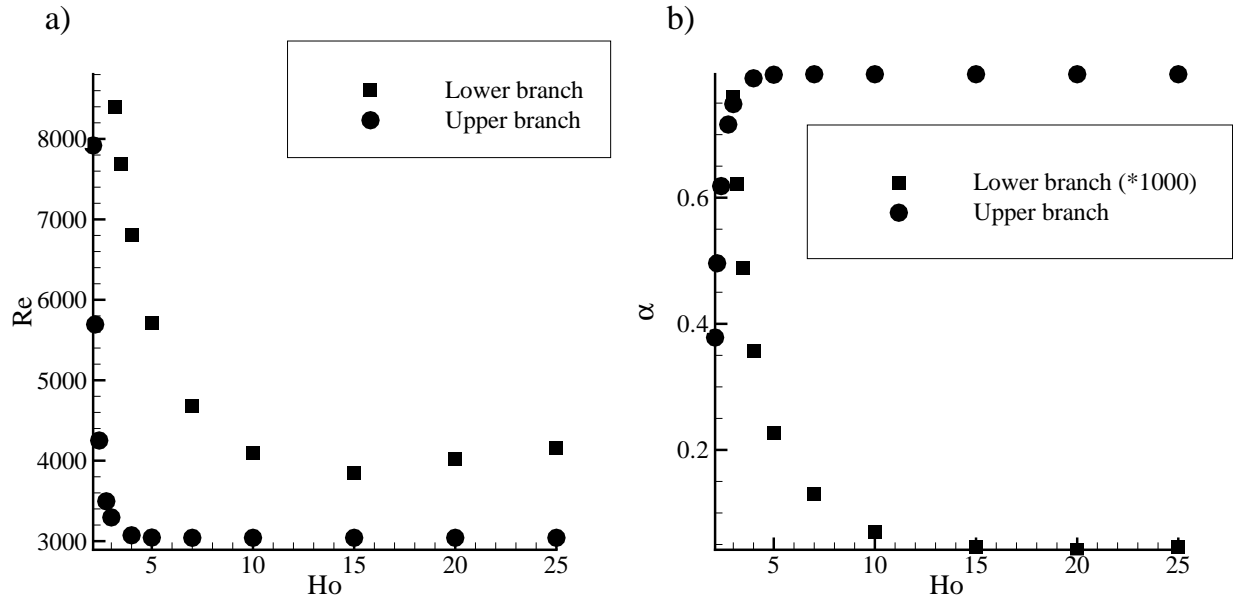 a)
Lower branch
Upper branch
8000
7000
6000
5000
4000
3000
Re
5
10
15
20
25
Ho
b)
Lower branch (*1000)
Upper branch
0.6
0.4
0.2
α
5
10
15
20
25
Ho